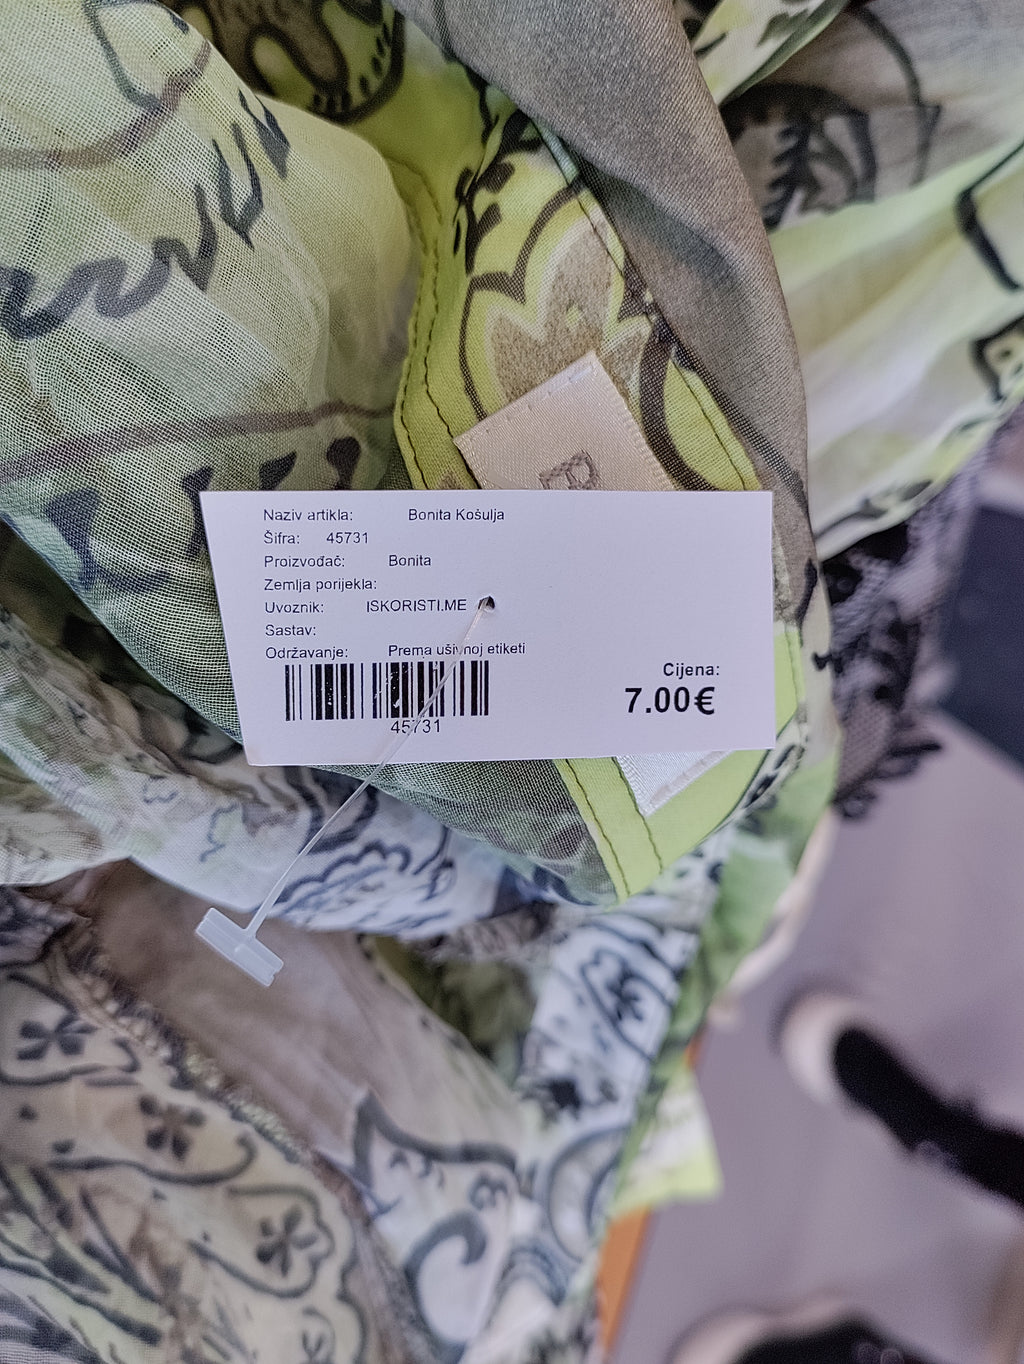 Naziv artikla: Bonita Košulja
Šifra: 45731
Proizvođač: Bonita
Zemlja porijekla:
Uvoznik: ISKORISTI.ME
Sastav:
Održavanje: Prema ušivnoj etiketi
45731
Cijena:
7.00€